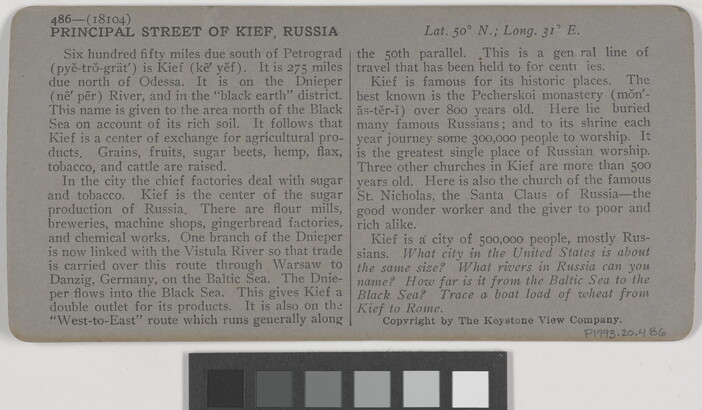 486—(18104)
PRINCIPAL STREET OF KIEF, RUSSIA
Lat. 50° N.; Long. 31° E.
Six hundred fifty miles due south of Petrograd
(pyĕ-trō-grät′) is Kief (kē′ yĕf). It is 275 miles
due north of Odessa. It is on the Dnieper
(nē′ pēr) River, and in the "black earth" district.
This name is given to the area north of the Black
Sea on account of its rich soil. It follows that
Kief is a center of exchange for agricultural pro-
ducts. Grains, fruits, sugar beets, hemp, flax,
tobacco, and cattle are raised.
In the city the chief factories deal with sugar
and tobacco. Kief is the center of the sugar
production of Russia. There are flour mills,
breweries, machine shops, gingerbread factories,
and chemical works. One branch of the Dnieper
is now linked with the Vistula River so that trade
is carried over this route through Warsaw to
Danzig, Germany, on the Baltic Sea. The Dnie-
per flows into the Black Sea. This gives Kief a
double outlet for its products. It is also on the
"West-to-East" route which runs generally along
the 50th parallel. This is a gen ral line of
travel that has been held to for cent ies.
Kief is famous for its historic places. The
best known is the Pecherskoi monastery (mŏn′-
ăs-tĕr-ĭ) over 800 years old. Here lie buried
many famous Russians; and to its shrine each
year journey some 300,000 people to worship. It
is the greatest single place of Russian worship.
Three other churches in Kief are more than 500
years old. Here is also the church of the famous
St. Nicholas, the Santa Claus of Russia—the
good wonder worker and the giver to poor and
rich alike.
Kief is a city of 500,000 people, mostly Rus-
sians. What city in the United States is about
the same size? What rivers in Russia can you
name? How far is it from the Baltic Sea to the
Black Sea? Trace a boat load of wheat from
Kief to Rome.
Copyright by The Keystone View Company.
P1993.20.486